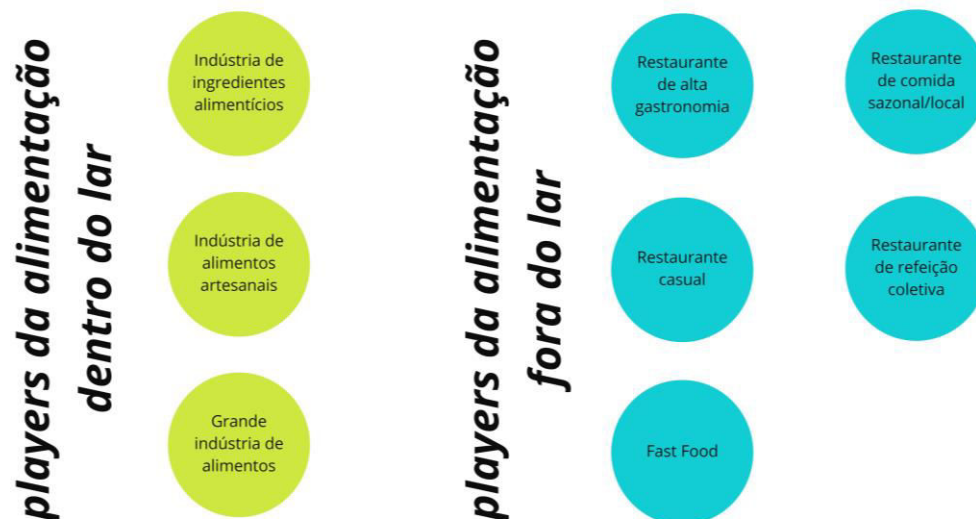 players da alimentação
dentro do lar
Indústria de
ingredientes
alimentícios
Indústria de
alimentos
artesanais
Grande
indústria de
alimentos
players da alimentação
fora do lar
Restaurante
de alta
gastronomia
Restaurante
de comida
sazonal/local
Restaurante
casual
Restaurante
de refeição
coletiva
Fast Food